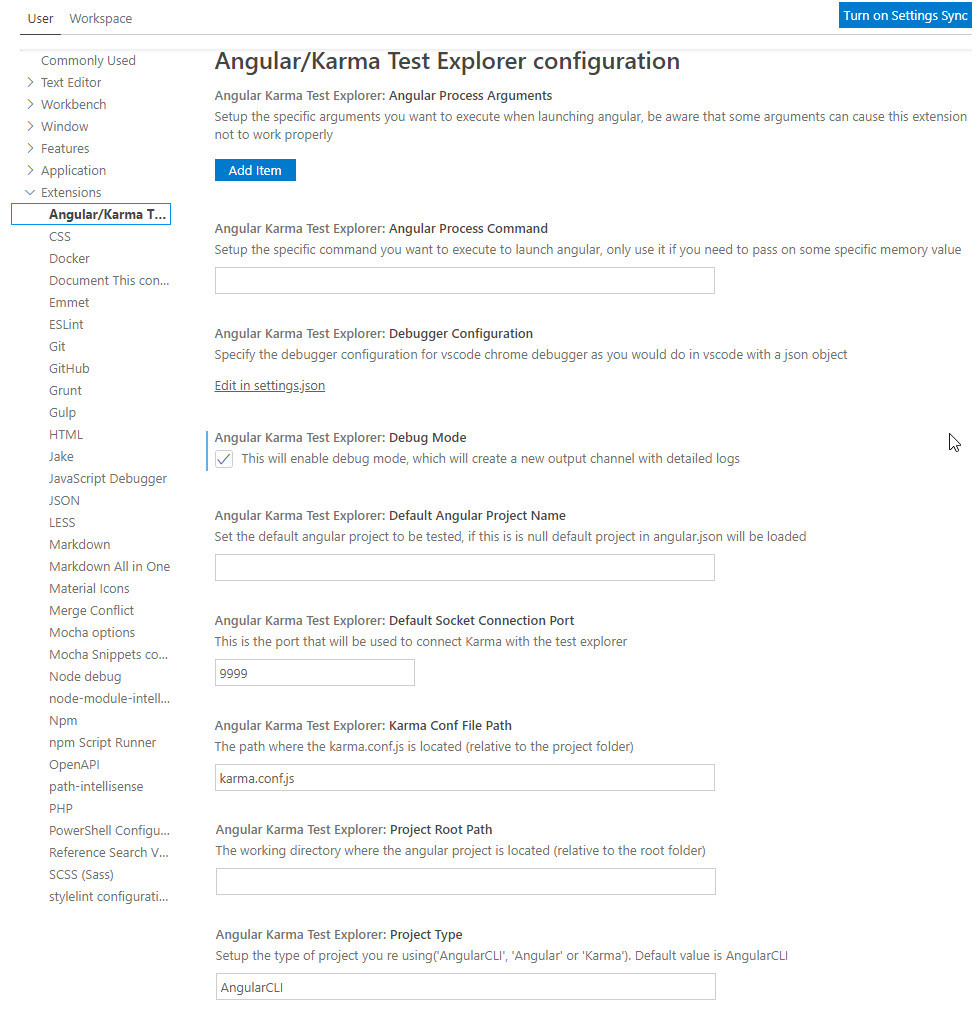 User Workspace
Turn on Settings Sync
Commonly Used
Text Editor
Workbench
Window
Features
Application
Extensions
Angular/Karma T...
CSS
Docker
Document This con...
Emmet
ESLint
Git
GitHub
Grunt
Gulp
HTML
Jake
JavaScript Debugger
JSON
LESS
Markdown
Markdown All in One
Material Icons
Merge Conflict
Mocha options
Mocha Snippets co...
Node debug
node-module-intell...
Npm
npm Script Runner
OpenAPI
path-intellisense
PHP
PowerShell Configu...
Reference Search V...
SCSS (Sass)
stylelint configurati...
Angular/Karma Test Explorer configuration
Angular Karma Test Explorer: Angular Process Arguments
Setup the specific arguments you want to execute when launching angular, be aware that some arguments can cause this extension
not to work properly
Add Item
Angular Karma Test Explorer: Angular Process Command
Setup the specific command you want to execute to launch angular, only use it if you need to pass on some specific memory value
Angular Karma Test Explorer: Debugger Configuration
Specify the debugger configuration for vscode chrome debugger as you would do in vscode with a json object
Edit in settings.json
Angular Karma Test Explorer: Debug Mode
This will enable debug mode, which will create a new output channel with detailed logs
Angular Karma Test Explorer: Default Angular Project Name
Set the default angular project to be tested, if this is is null default project in angular.json will be loaded
Angular Karma Test Explorer: Default Socket Connection Port
This is the port that will be used to connect Karma with the test explorer
9999
Angular Karma Test Explorer: Karma Conf File Path
The path where the karma.conf.js is located (relative to the project folder)
karma.conf.js
Angular Karma Test Explorer: Project Root Path
The working directory where the angular project is located (relative to the root folder)
Angular Karma Test Explorer: Project Type
Setup the type of project you re using('AngularCLI', 'Angular' or 'Karma'). Default value is AngularCLI
AngularCLI